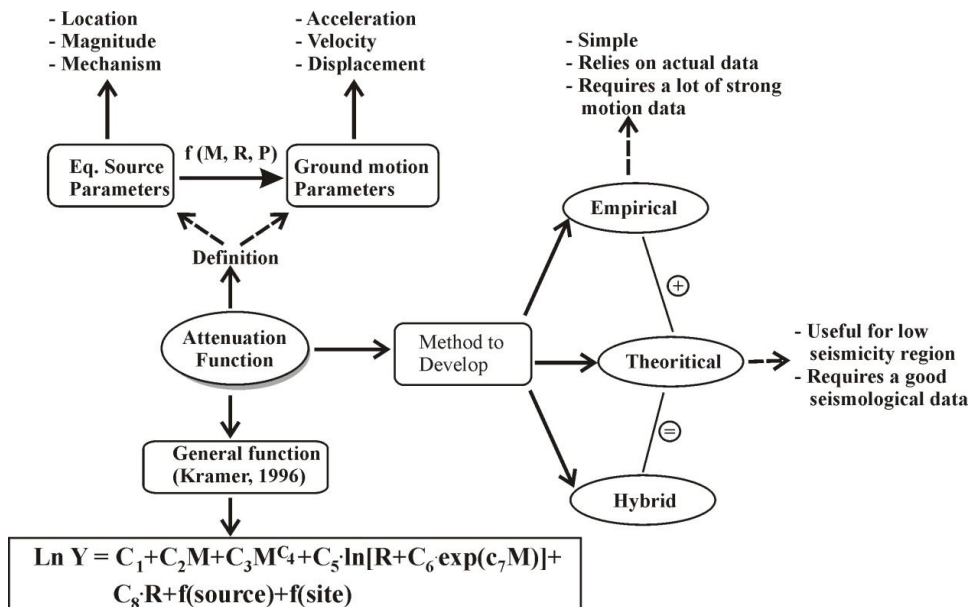 - Location
- Magnitude
- Mechanism
- Acceleration
- Velocity
- Displacement
- Simple
- Relies on actual data
- Requires a lot of strong
motion data
Eq. Source
Parameters
f (M, R, P)
Ground motion
Parameters
Empirical
Definition
+
Attenuation
Function
Method to
Develop
Theoritical
- Useful for low
seismicity region
- Requires a good
seismological data
=
General function
(Kramer, 1996)
Hybrid
Ln Y = C₁+C₂M+C₃M^C₄+C₅·ln[R+C₆·exp(c₇M)]+
C₈·R+f(source)+f(site)